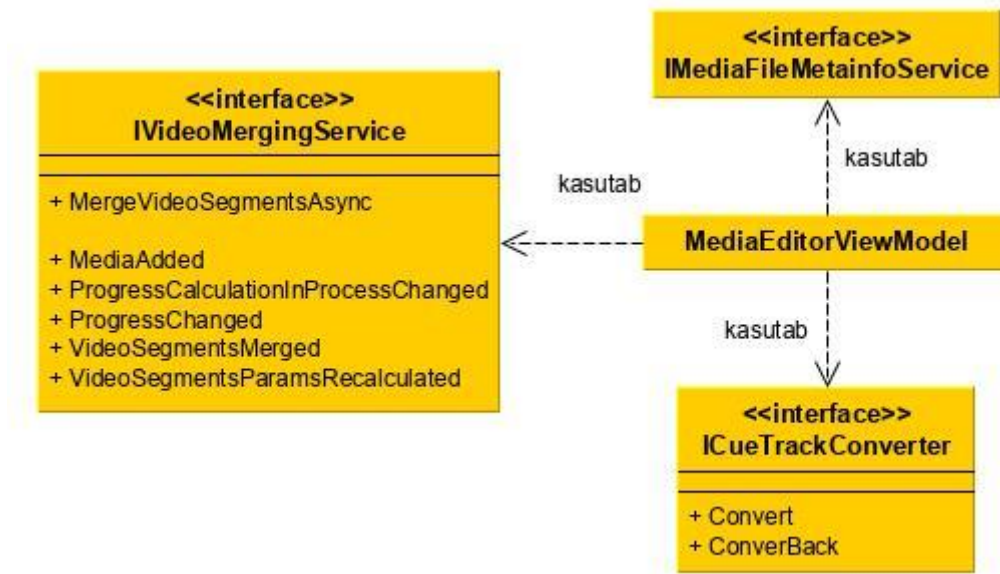 <<interface>>
IVideoMergingService
+ MergeVideoSegmentsAsync
+ MediaAdded
+ ProgressCalculationInProcessChanged
+ ProgressChanged
+ VideoSegmentsMerged
+ VideoSegmentsParamsRecalculated
kasutab
<<interface>>
IMediaFileMetainfoService
kasutab
MediaEditorViewModel
kasutab
<<interface>>
ICueTrackConverter
+ Convert
+ ConverBack